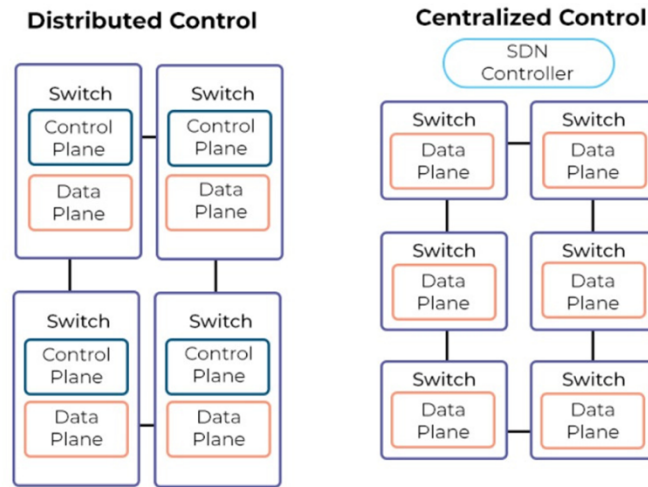 Distributed Control
Switch
Control
Plane
Data
Plane
Switch
Control
Plane
Data
Plane
Switch
Control
Plane
Data
Plane
Switch
Control
Plane
Data
Plane
Centralized Control
SDN
Controller
Switch
Data
Plane
Switch
Data
Plane
Switch
Data
Plane
Switch
Data
Plane
Switch
Data
Plane
Switch
Data
Plane